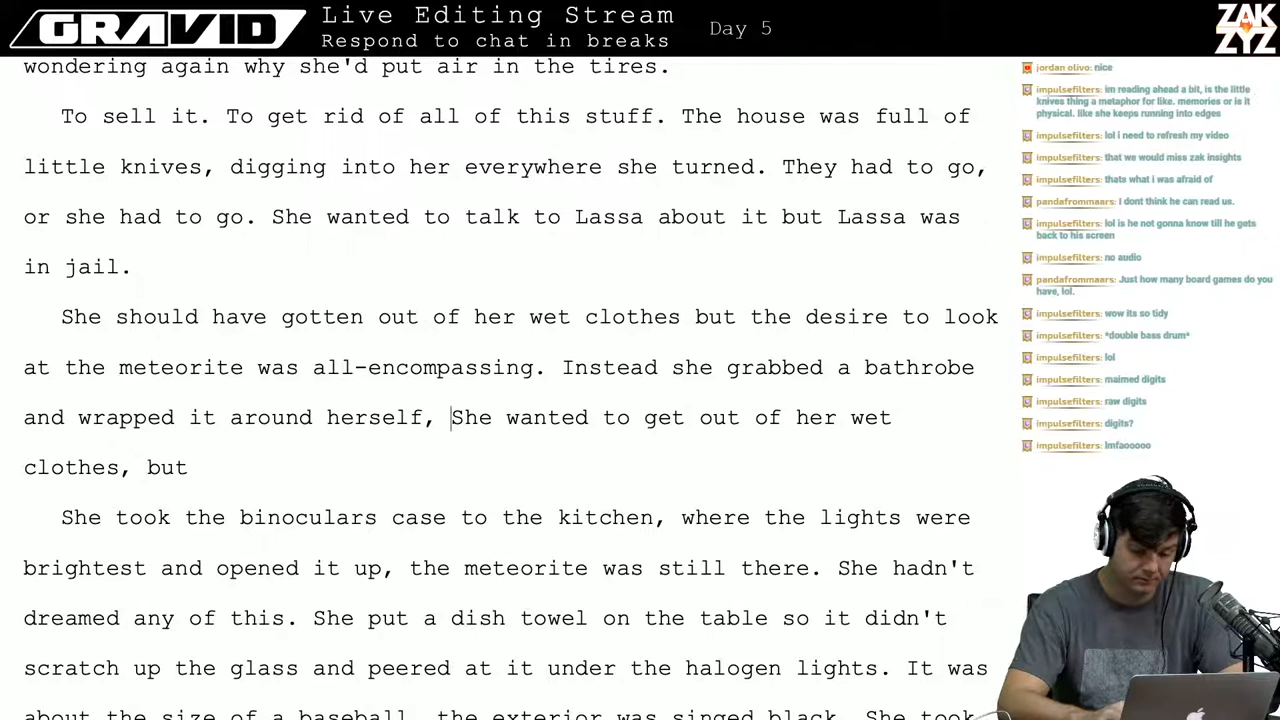 GRAVID
Live Editing Stream
Respond to chat in breaks
Day 5
ZAK
ZYZ
wondering again why she'd put air in the tires.
To sell it. To get rid of all of this stuff. The house was full of
little knives, digging into her everywhere she turned. They had to go,
or she had to go. She wanted to talk to Lassa about it but Lassa was
in jail.
She should have gotten out of her wet clothes but the desire to look
at the meteorite was all-encompassing. Instead she grabbed a bathrobe
and wrapped it around herself, She wanted to get out of her wet
clothes, but
She took the binoculars case to the kitchen, where the lights were
brightest and opened it up, the meteorite was still there. She hadn't
dreamed any of this. She put a dish towel on the table so it didn't
scratch up the glass and peered at it under the halogen lights. It was
about the size of a baseball, the exterior was singed black. She took
jordan olivo: nice
impulsefilters: im reading ahead a bit, is the little
knives thing a metaphor for like. memories or is it
physical. like she keeps running into edges
impulsefilters: lol i need to refresh my video
impulsefilters: that we would miss zak insights
impulsefilters: thats what i was afraid of
pandafrommaars: I dont think he can read us.
impulsefilters: lol is he not gonna know till he gets
back to his screen
impulsefilters: no audio
pandafrommaars: Just how many board games do you
have, lol.
impulsefilters: wow its so tidy
impulsefilters: *double bass drum*
impulsefilters: lol
impulsefilters: maimed digits
impulsefilters: raw digits
impulsefilters: digits?
impulsefilters: lmfaooooo